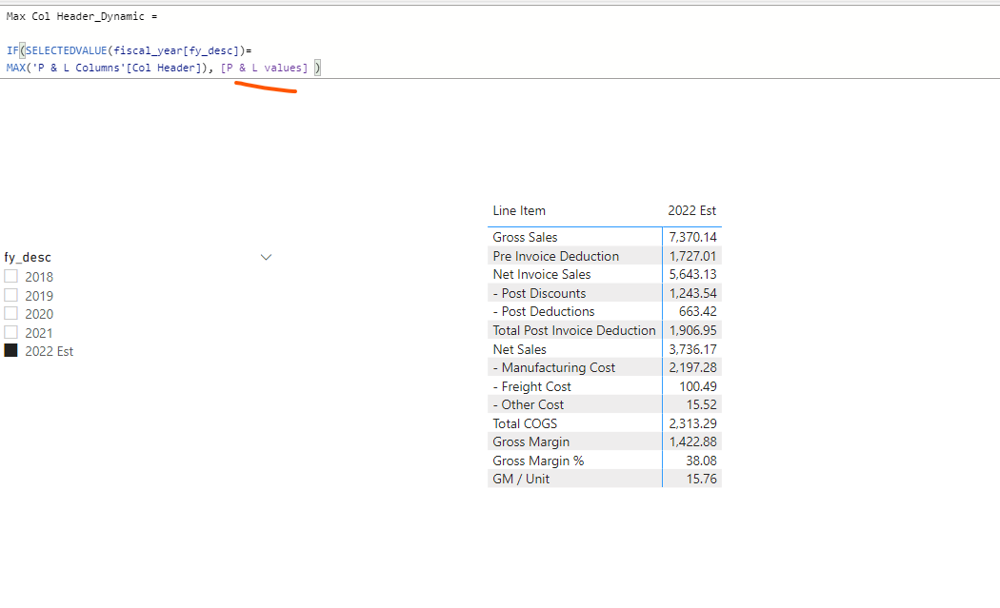 Max Col Header_Dynamic =
IF(SELECTEDVALUE(fiscal_year[fy_desc])=
MAX('P & L Columns'[Col Header]), [P & L values] )
Line Item 2022 Est
Gross Sales 7,370.14
Pre Invoice Deduction 1,727.01
Net Invoice Sales 5,643.13
- Post Discounts 1,243.54
- Post Deductions 663.42
Total Post Invoice Deduction 1,906.95
Net Sales 3,736.17
- Manufacturing Cost 2,197.28
- Freight Cost 100.49
- Other Cost 15.52
Total COGS 2,313.29
Gross Margin 1,422.88
Gross Margin % 38.08
GM / Unit 15.76
fy_desc
2018
2019
2020
2021
2022 Est